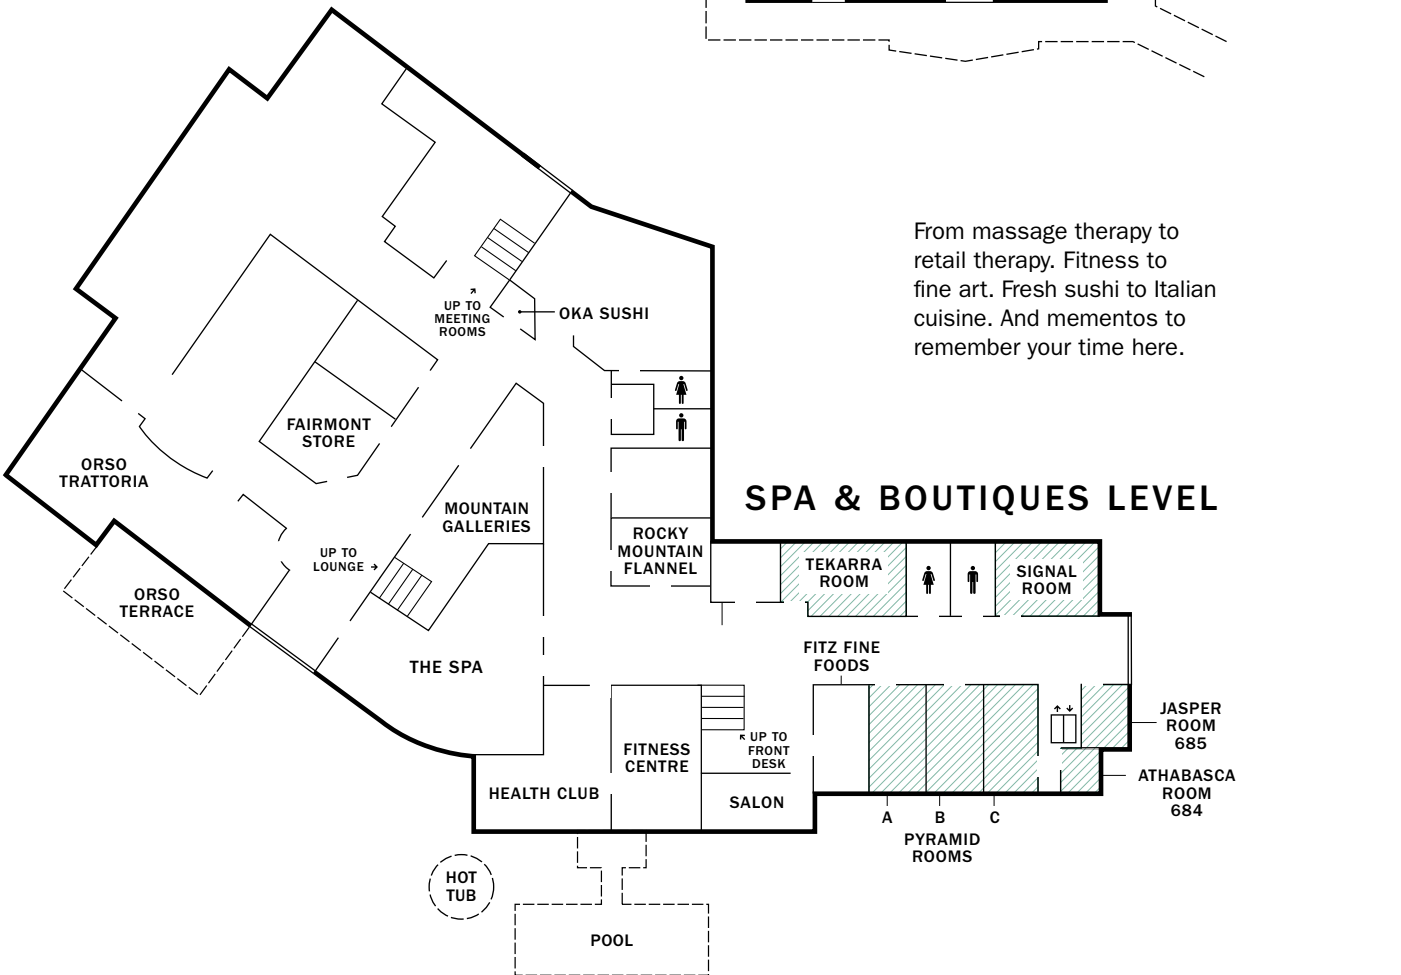 From massage therapy to
retail therapy. Fitness to
fine art. Fresh sushi to Italian
cuisine. And mementos to
remember your time here.
UP TO
MEETING
ROOMS
OKA SUSHI
FAIRMONT
STORE
ORSO
TRATTORIA
MOUNTAIN
GALLERIES
SPA & BOUTIQUES LEVEL
ROCKY
MOUNTAIN
FLANNEL
UP TO
LOUNGE
TEKARRA
ROOM
SIGNAL
ROOM
ORSO
TERRACE
THE SPA
FITZ FINE
FOODS
JASPER
ROOM
685
UP TO
FRONT
DESK
FITNESS
CENTRE
HEALTH CLUB
SALON
ATHABASCA
ROOM
684
A
B
C
PYRAMID
ROOMS
HOT
TUB
POOL